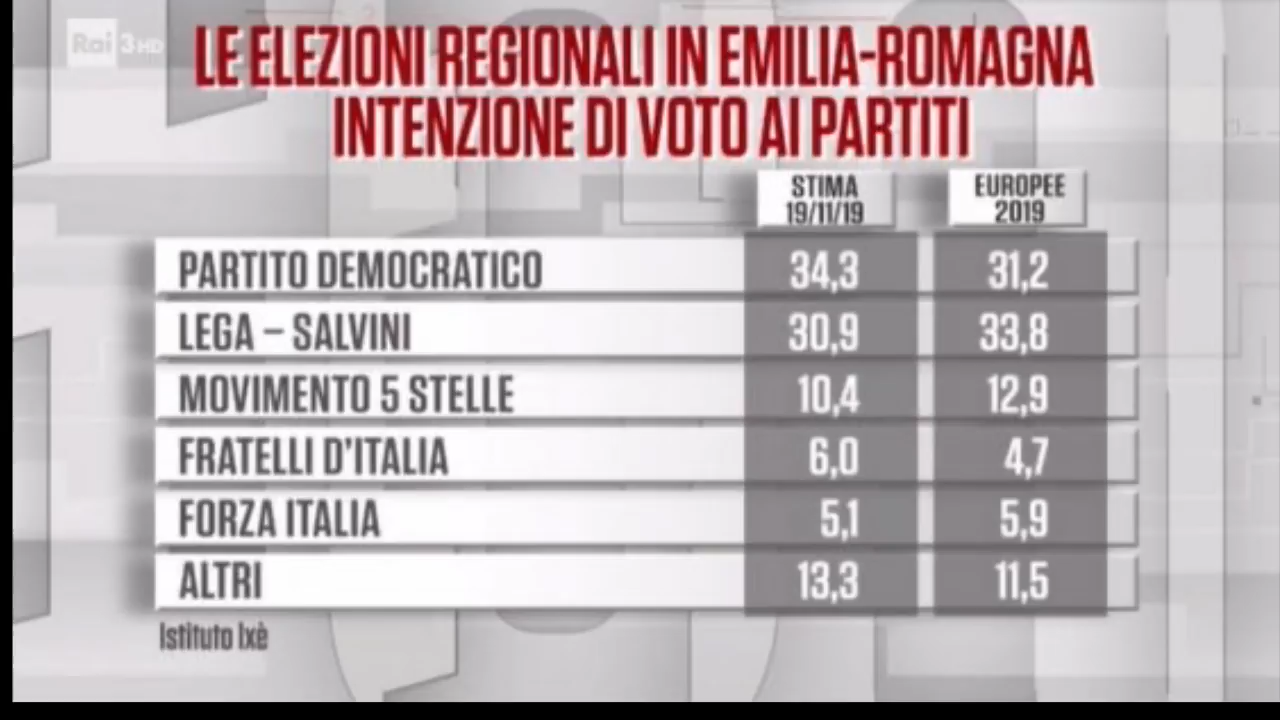 Rai 3HD
LE ELEZIONI REGIONALI IN EMILIA-ROMAGNA
INTENZIONE DI VOTO AI PARTITI
STIMA EUROPEE
19/11/19 2019
PARTITO DEMOCRATICO 34,3 31,2
LEGA – SALVINI 30,9 33,8
MOVIMENTO 5 STELLE 10,4 12,9
FRATELLI D'ITALIA 6,0 4,7
FORZA ITALIA 5,1 5,9
ALTRI 13,3 11,5
Istituto Ixè